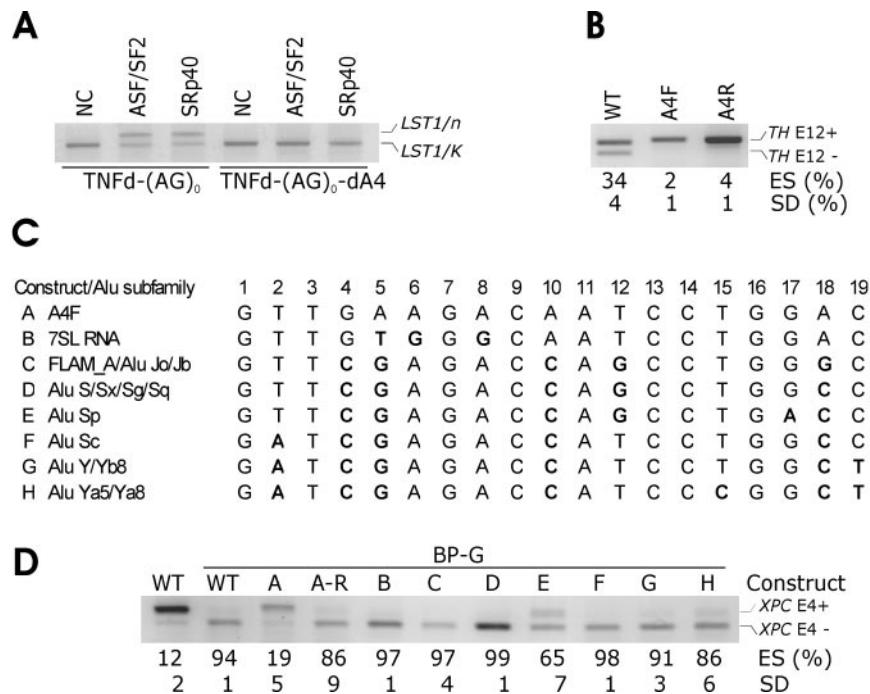 A
NC ASF/SF2 SRp40 NC ASF/SF2 SRp40
LST1/n
LST1/K
TNFd-(AG)0 TNFd-(AG)0-dA4
B
WT A4F A4R
TH E12+
TH E12 -
34 2 4 ES (%)
4 1 1 SD (%)
C
Construct/Alu subfamily 1 2 3 4 5 6 7 8 9 10 11 12 13 14 15 16 17 18 19
A A4F G T T G A A G A C A A T C C T G G A C
B 7SL RNA G T T G T G G G C A A T C C T G G A C
C FLAM_A/Alu Jo/Jb G T T C G A G A C C A G C C T G G G C
D Alu S/Sx/Sg/Sq G T T C G A G A C C A G C C T G G C C
E Alu Sp G T T C G A G A C C A G C C T G A C C
F Alu Sc G A T C G A G A C C A T C C T G G C C
G Alu Y/Yb8 G A T C G A G A C C A T C C T G G C T
H Alu Ya5/Ya8 G A T C G A G A C C A T C C C G G C T
D
BP-G
WT WT A A-R B C D E F G H Construct
XPC E4+
XPC E4 -
12 94 19 86 97 97 99 65 98 91 86 ES (%)
2 1 5 9 1 4 1 7 1 3 6 SD